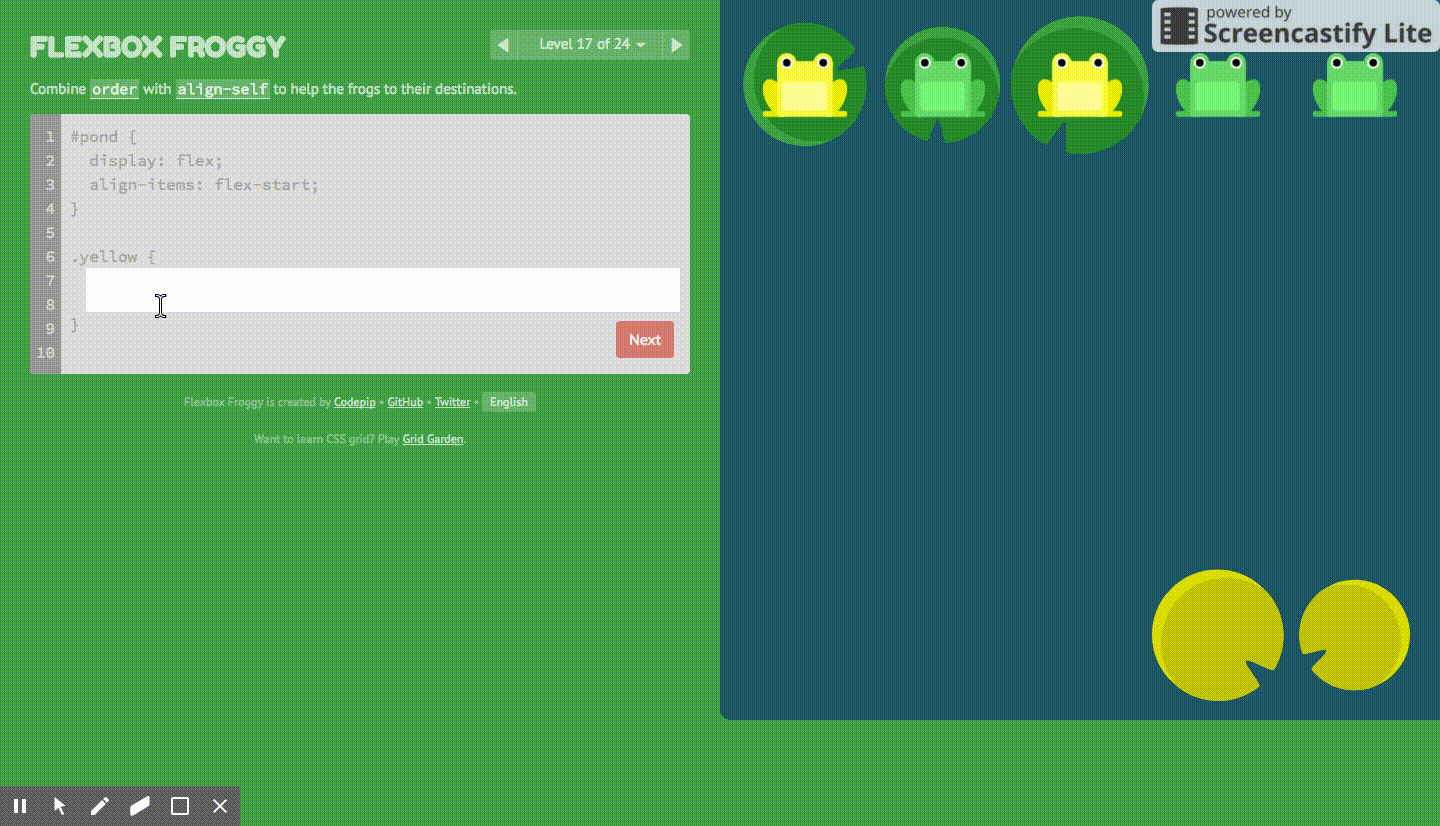 FLEXBOX FROGGY
Level 17 of 24
powered by
Screencastify Lite
Combine order with align-self to help the frogs to their destinations.
1 #pond {
2 display: flex;
3 align-items: flex-start;
4 }
5
6 .yellow {
7
8
9 }
10
Next
Flexbox Froggy is created by Codepip • GitHub • Twitter • English
Want to learn CSS grid? Play Grid Garden.